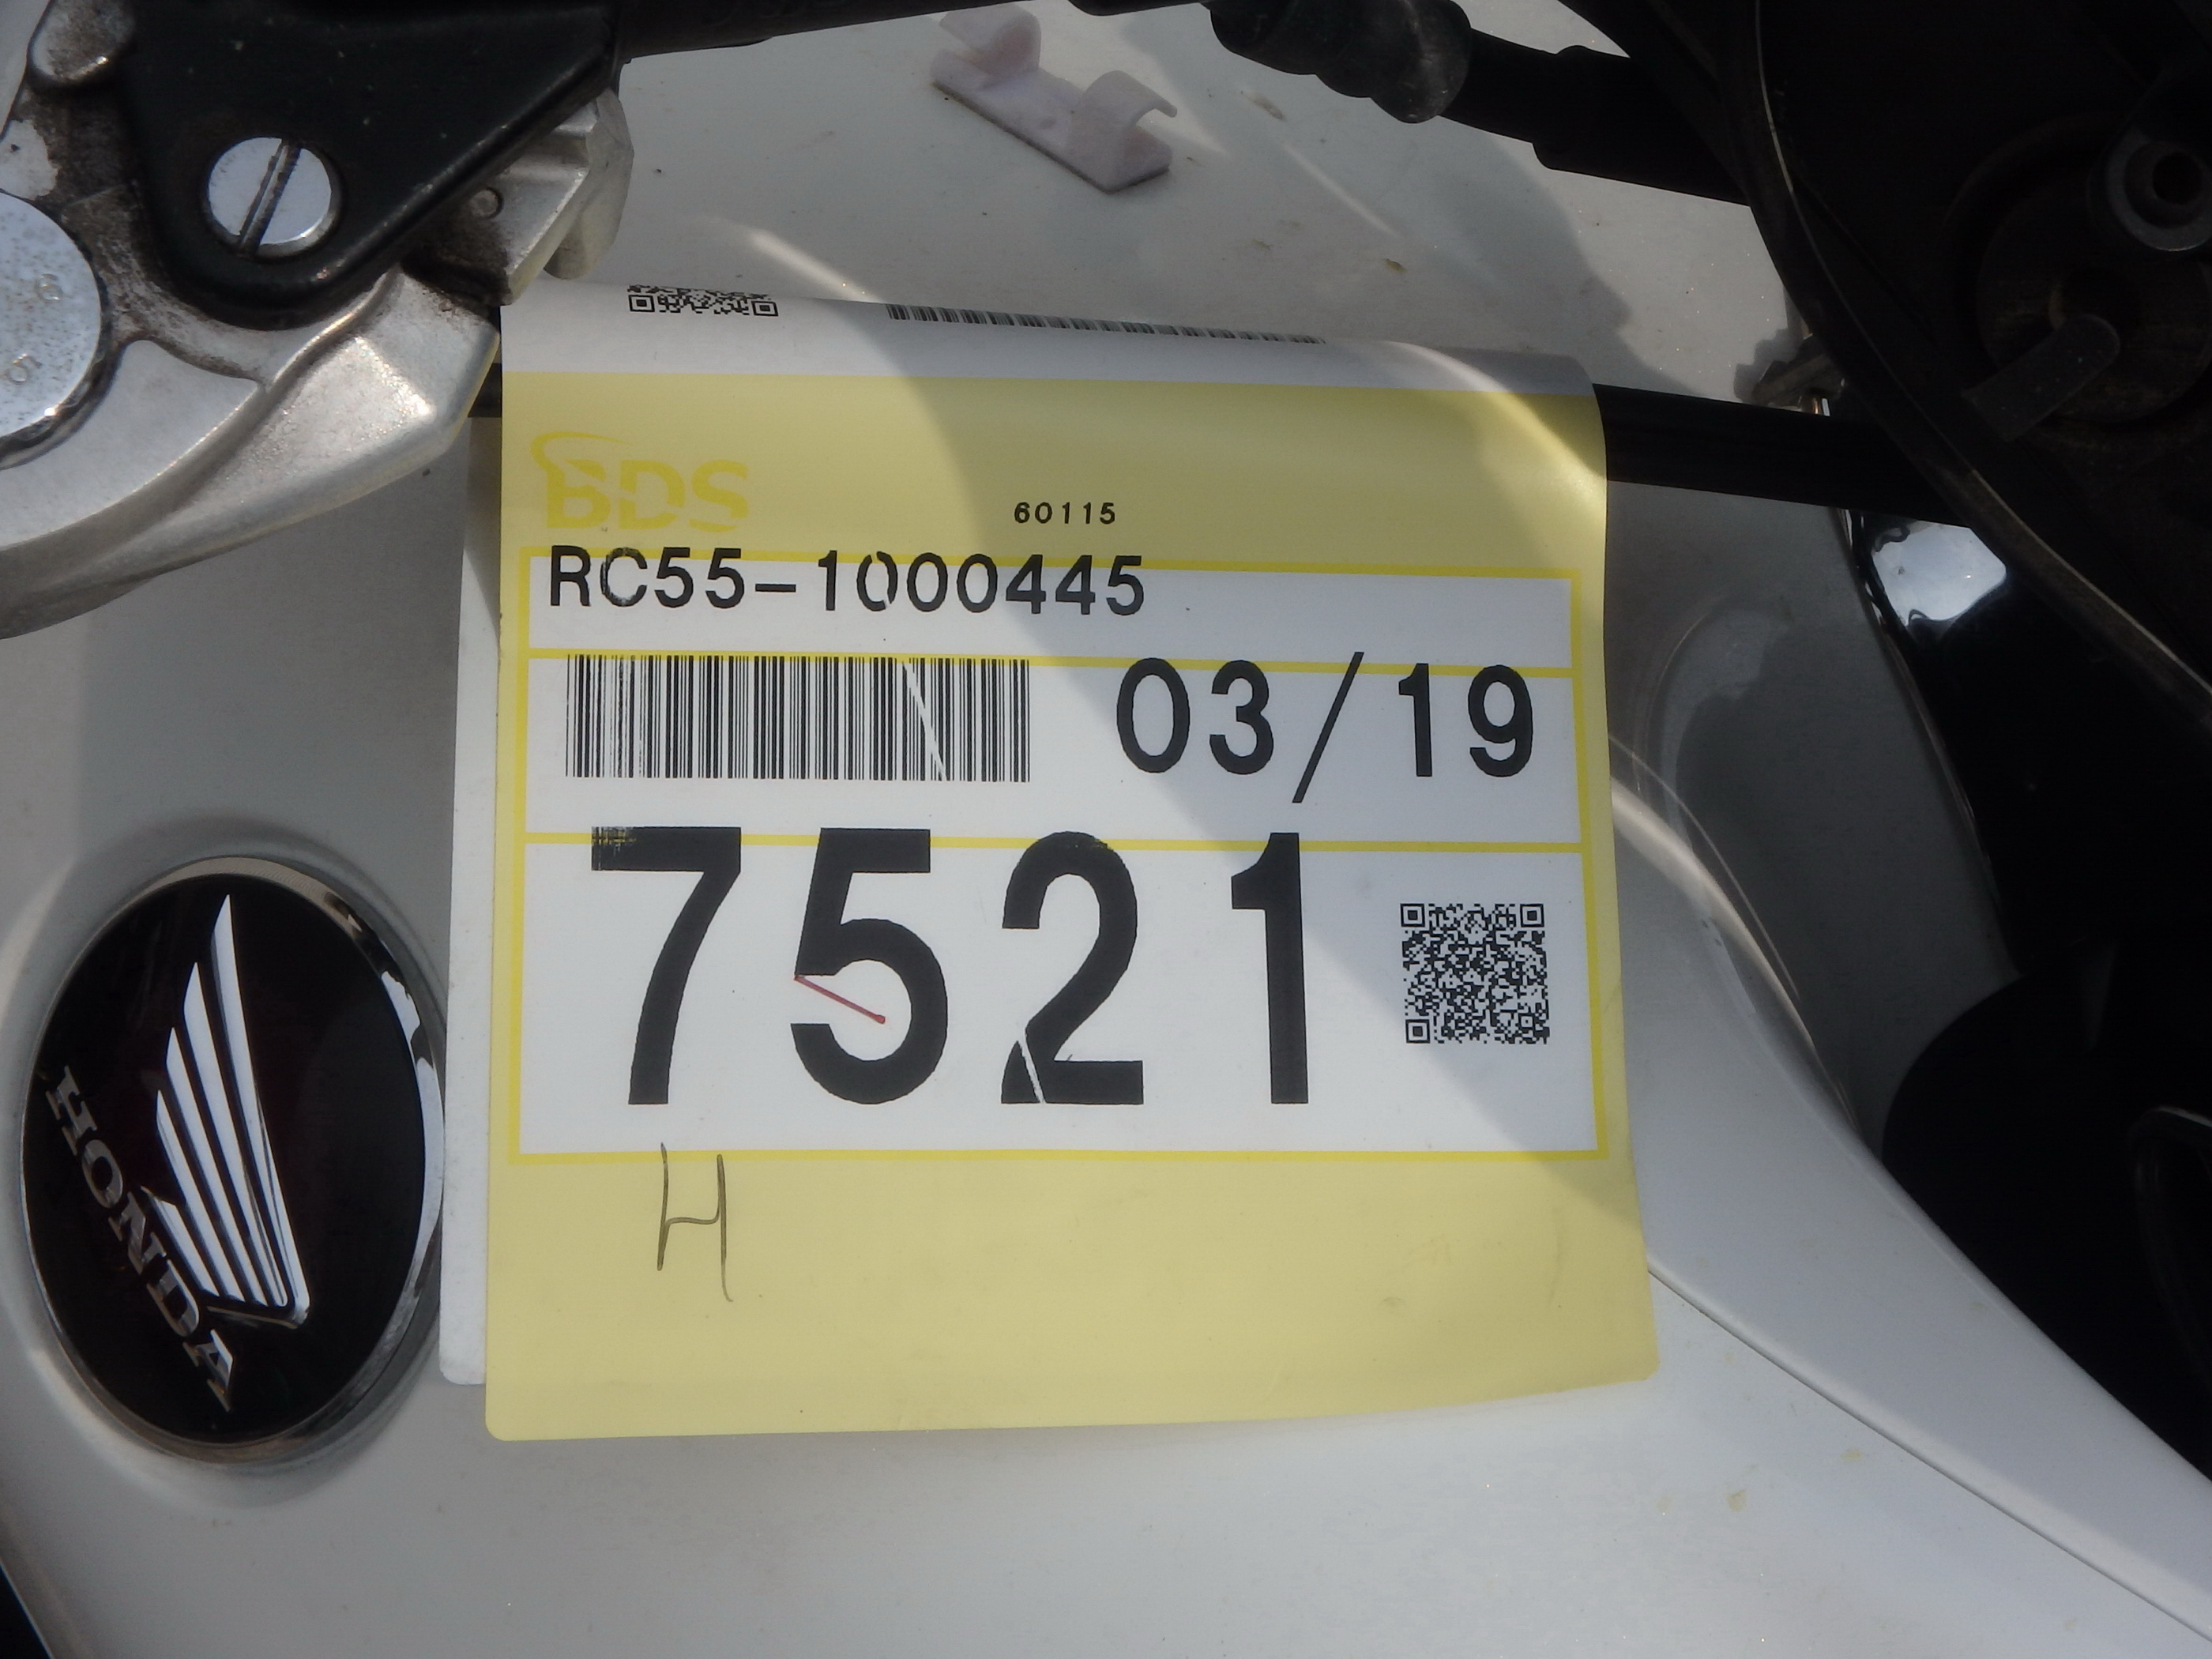 BDS
60115
RC55-1000445
03/19
7521
H
HONDA